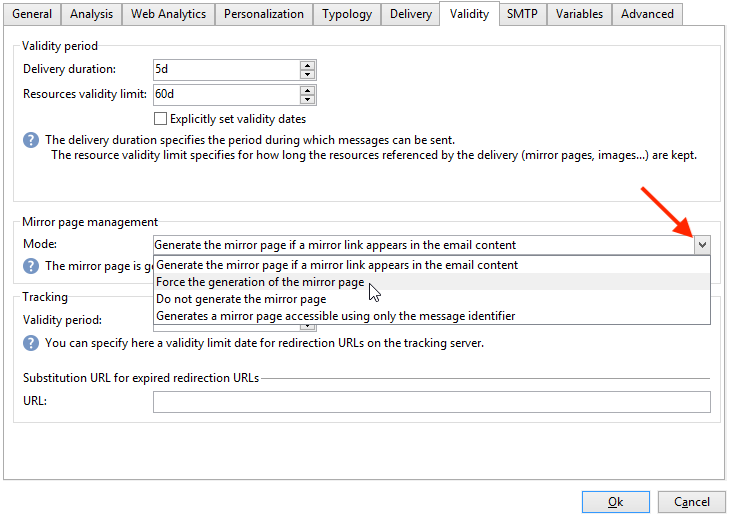 General Analysis Web Analytics Personalization Typology Delivery Validity SMTP Variables Advanced
Validity period
Delivery duration: 5d
Resources validity limit: 60d
Explicitly set validity dates
? The delivery duration specifies the period during which messages can be sent.
The resource validity limit specifies for how long the resources referenced by the delivery (mirror pages, images...) are kept.
Mirror page management
Mode: Generate the mirror page if a mirror link appears in the email content
? The mirror page is
Generate the mirror page if a mirror link appears in the email content
Force the generation of the mirror page
Do not generate the mirror page
Generates a mirror page accessible using only the message identifier
Tracking
Validity period:
? You can specify here a validity limit date for redirection URLs on the tracking server.
Substitution URL for expired redirection URLs
URL:
Ok Cancel